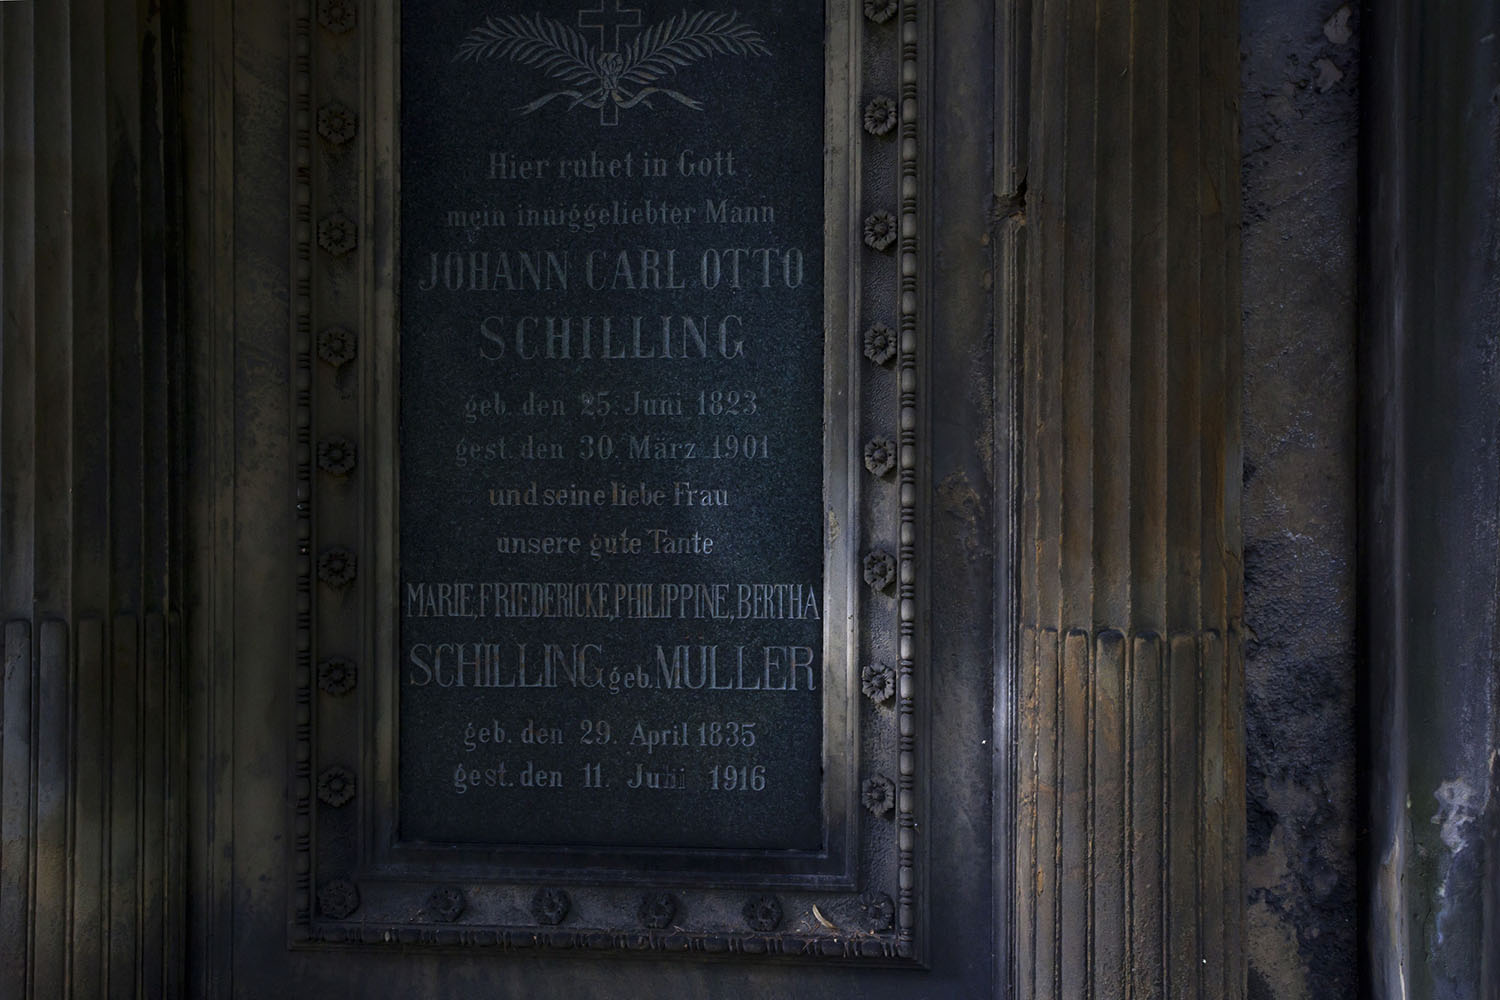 Hier ruhet in Gott
mein inniggeliebter Mann
JOHANN CARL OTTO
SCHILLING
geb. den 25. Juni 1823
gest. den 30. März 1901
und seine liebe Frau
unsere gute Tante
MARIE, FRIEDERICKE, PHILIPPINE, BERTHA
SCHILLING geb. MÜLLER
geb. den 29. April 1835
gest. den 11. Juni 1916